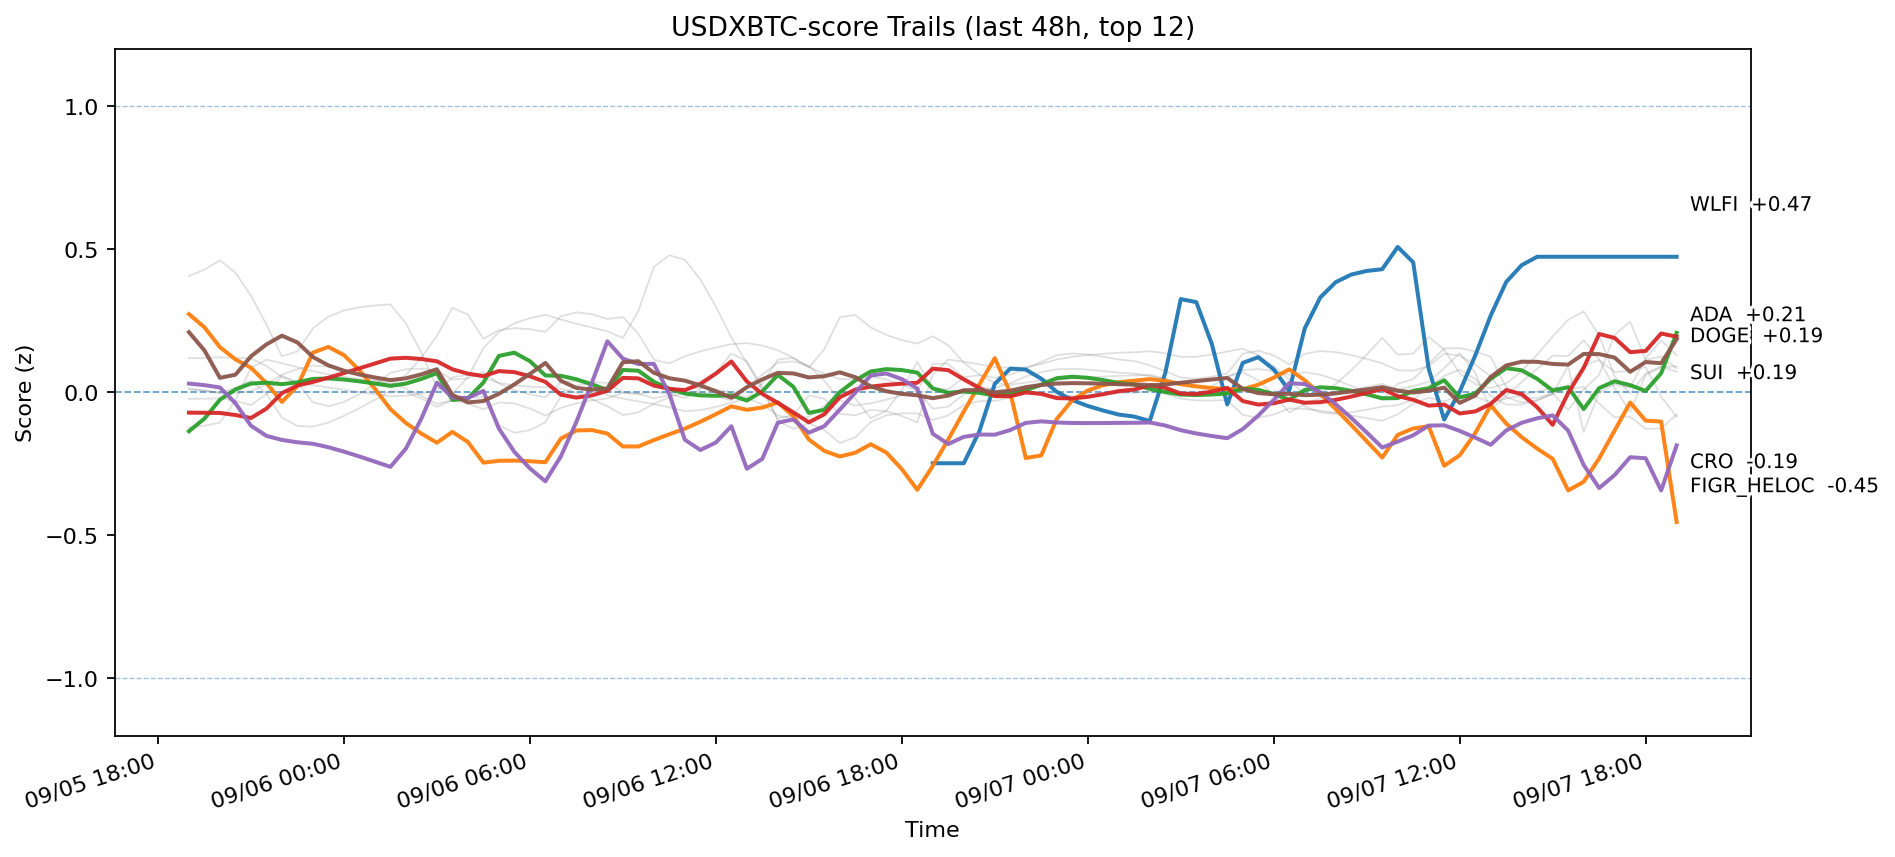 USDXBTC-score Trails (last 48h, top 12)
1.0
0.5
0.0
−0.5
−1.0
Score (z)
WLFI +0.47
ADA +0.21
DOGE +0.19
SUI +0.19
CRO -0.19
FIGR_HELOC -0.45
09/05 18:00
09/06 00:00
09/06 06:00
09/06 12:00
09/06 18:00
09/07 00:00
09/07 06:00
09/07 12:00
09/07 18:00
Time